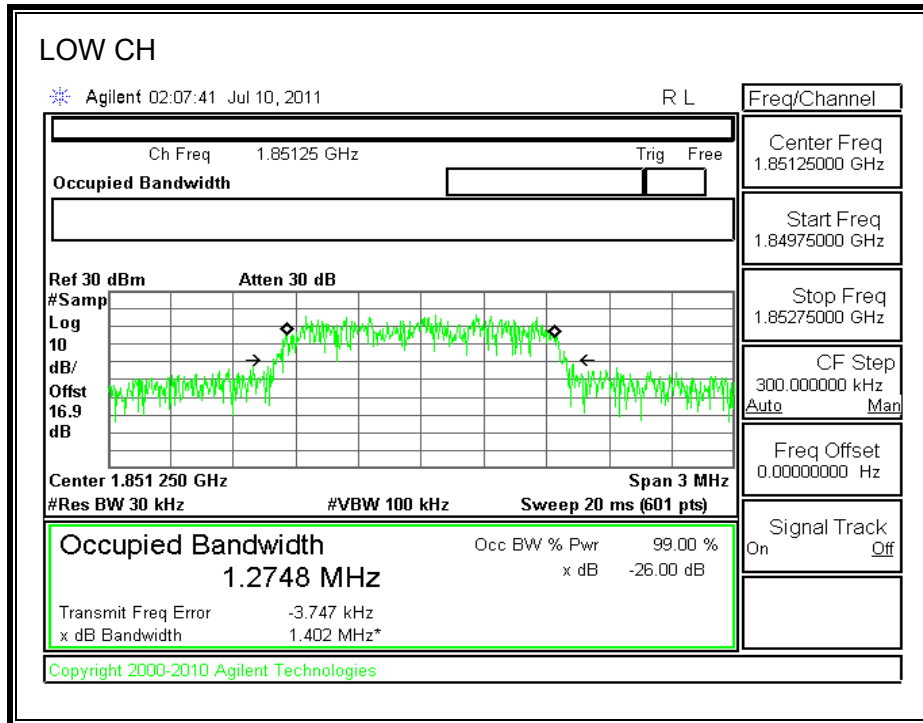 LOW CH
Agilent 02:07:41 Jul 10, 2011 R L
Freq/Channel
Ch Freq 1.85125 GHz Trig Free
Occupied Bandwidth
Center Freq
1.85125000 GHz
Start Freq
1.84975000 GHz
Stop Freq
1.85275000 GHz
CF Step
300.000000 kHz
Auto Man
Freq Offset
0.00000000 Hz
Signal Track
On Off
Ref 30 dBm Atten 30 dB
#Samp
Log
10
dB/
Offst
16.9
dB
Center 1.851 250 GHz Span 3 MHz
#Res BW 30 kHz #VBW 100 kHz Sweep 20 ms (601 pts)
Occupied Bandwidth Occ BW % Pwr 99.00 %
1.2748 MHz x dB -26.00 dB
Transmit Freq Error -3.747 kHz
x dB Bandwidth 1.402 MHz*
Copyright 2000-2010 Agilent Technologies